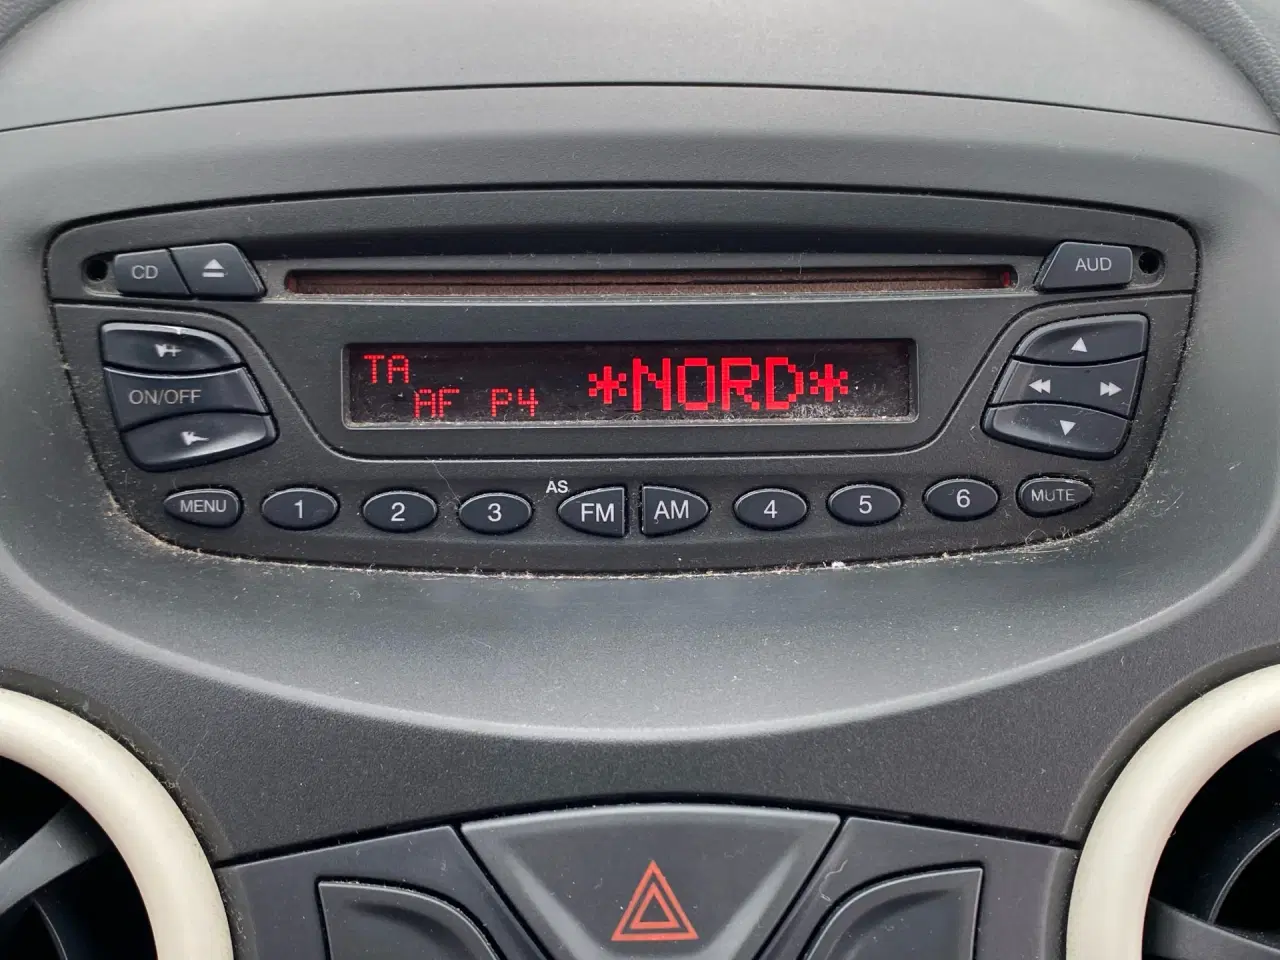 CD
AUD
ON/OFF
TA
AF P4 *NORD*
MENU 1 2 3 AS FM AM 4 5 6 MUTE